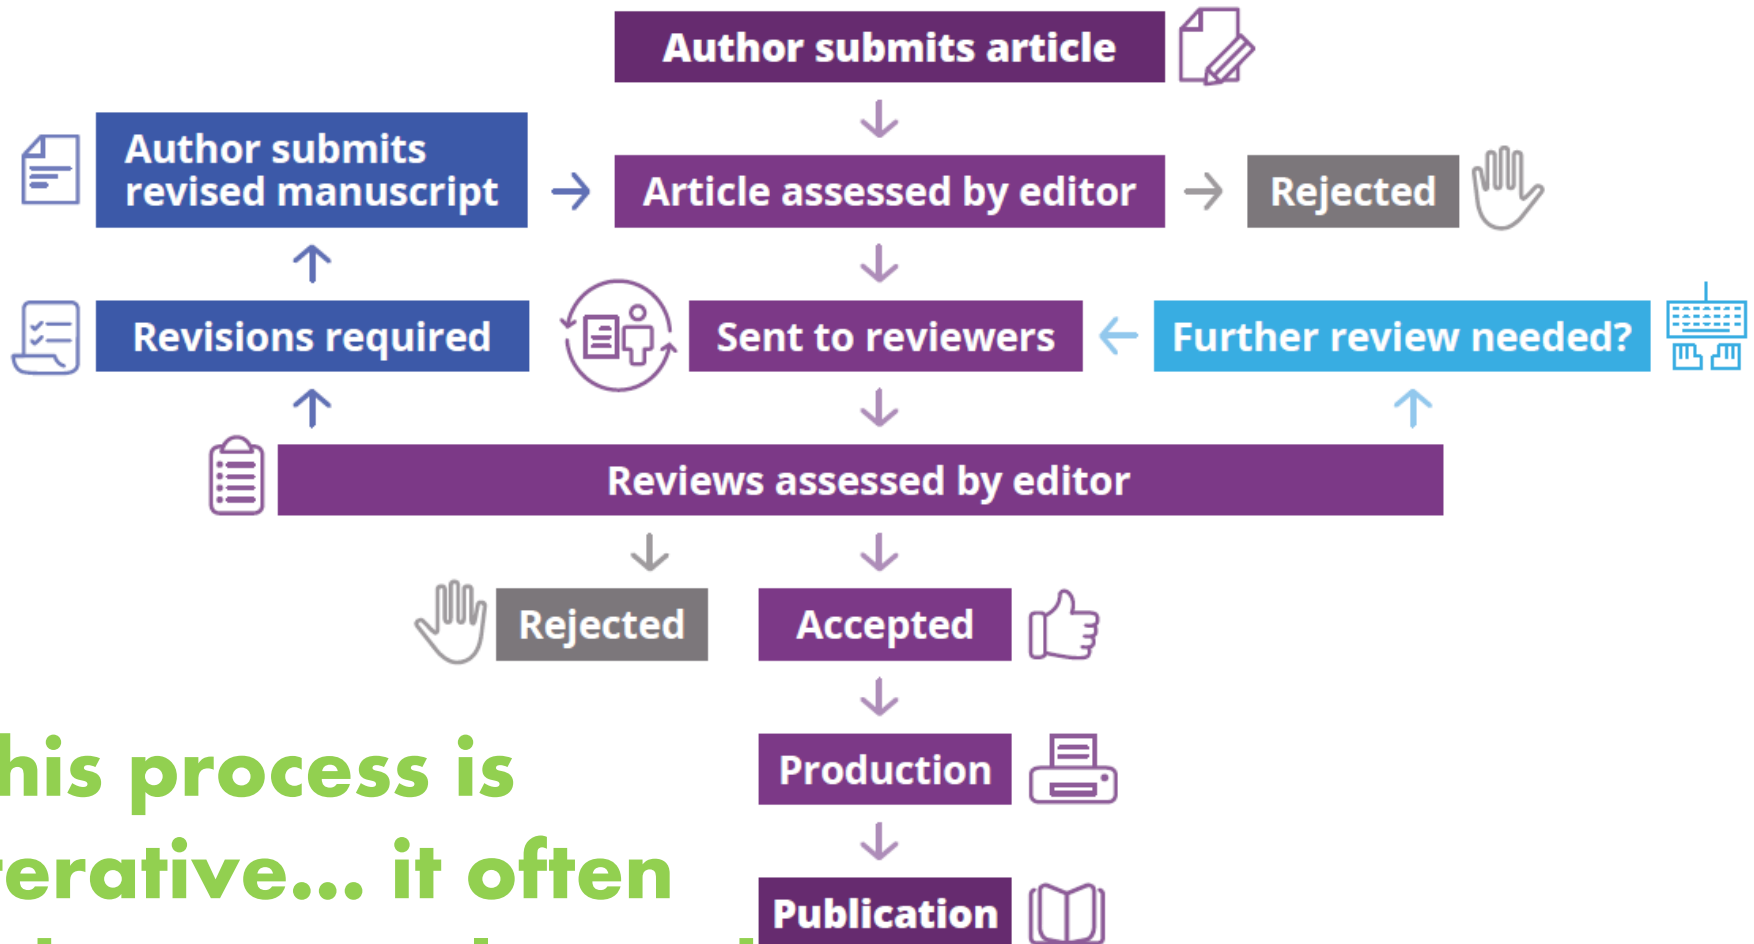 Author submits article
Author submits
revised manuscript
Article assessed by editor
Rejected
Revisions required
Sent to reviewers
Further review needed?
Reviews assessed by editor
Rejected
Accepted
Production
Publication
his process is
terative... it often